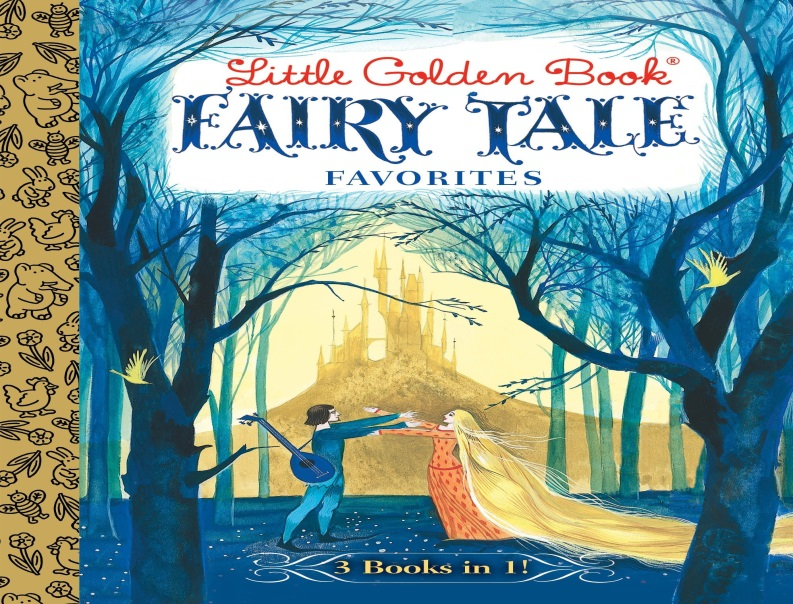 Little Golden Book®
FAIRY TALE
FAVORITES
3 Books in 1!